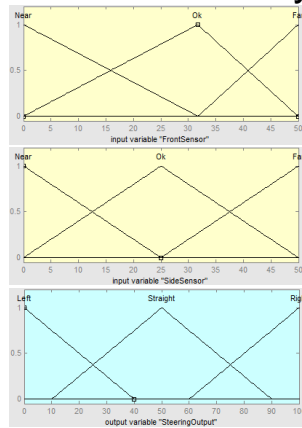 Near Ok Fa
1
0.5
0
0 5 10 15 20 25 30 35 40 45 50
input variable "FrontSensor"
Near Ok Fa
1
0.5
0
0 5 10 15 20 25 30 35 40 45 50
input variable "SideSensor"
Left Straight Rig
1
0.5
0
0 10 20 30 40 50 60 70 80 90 100
output variable "SteeringOutput"